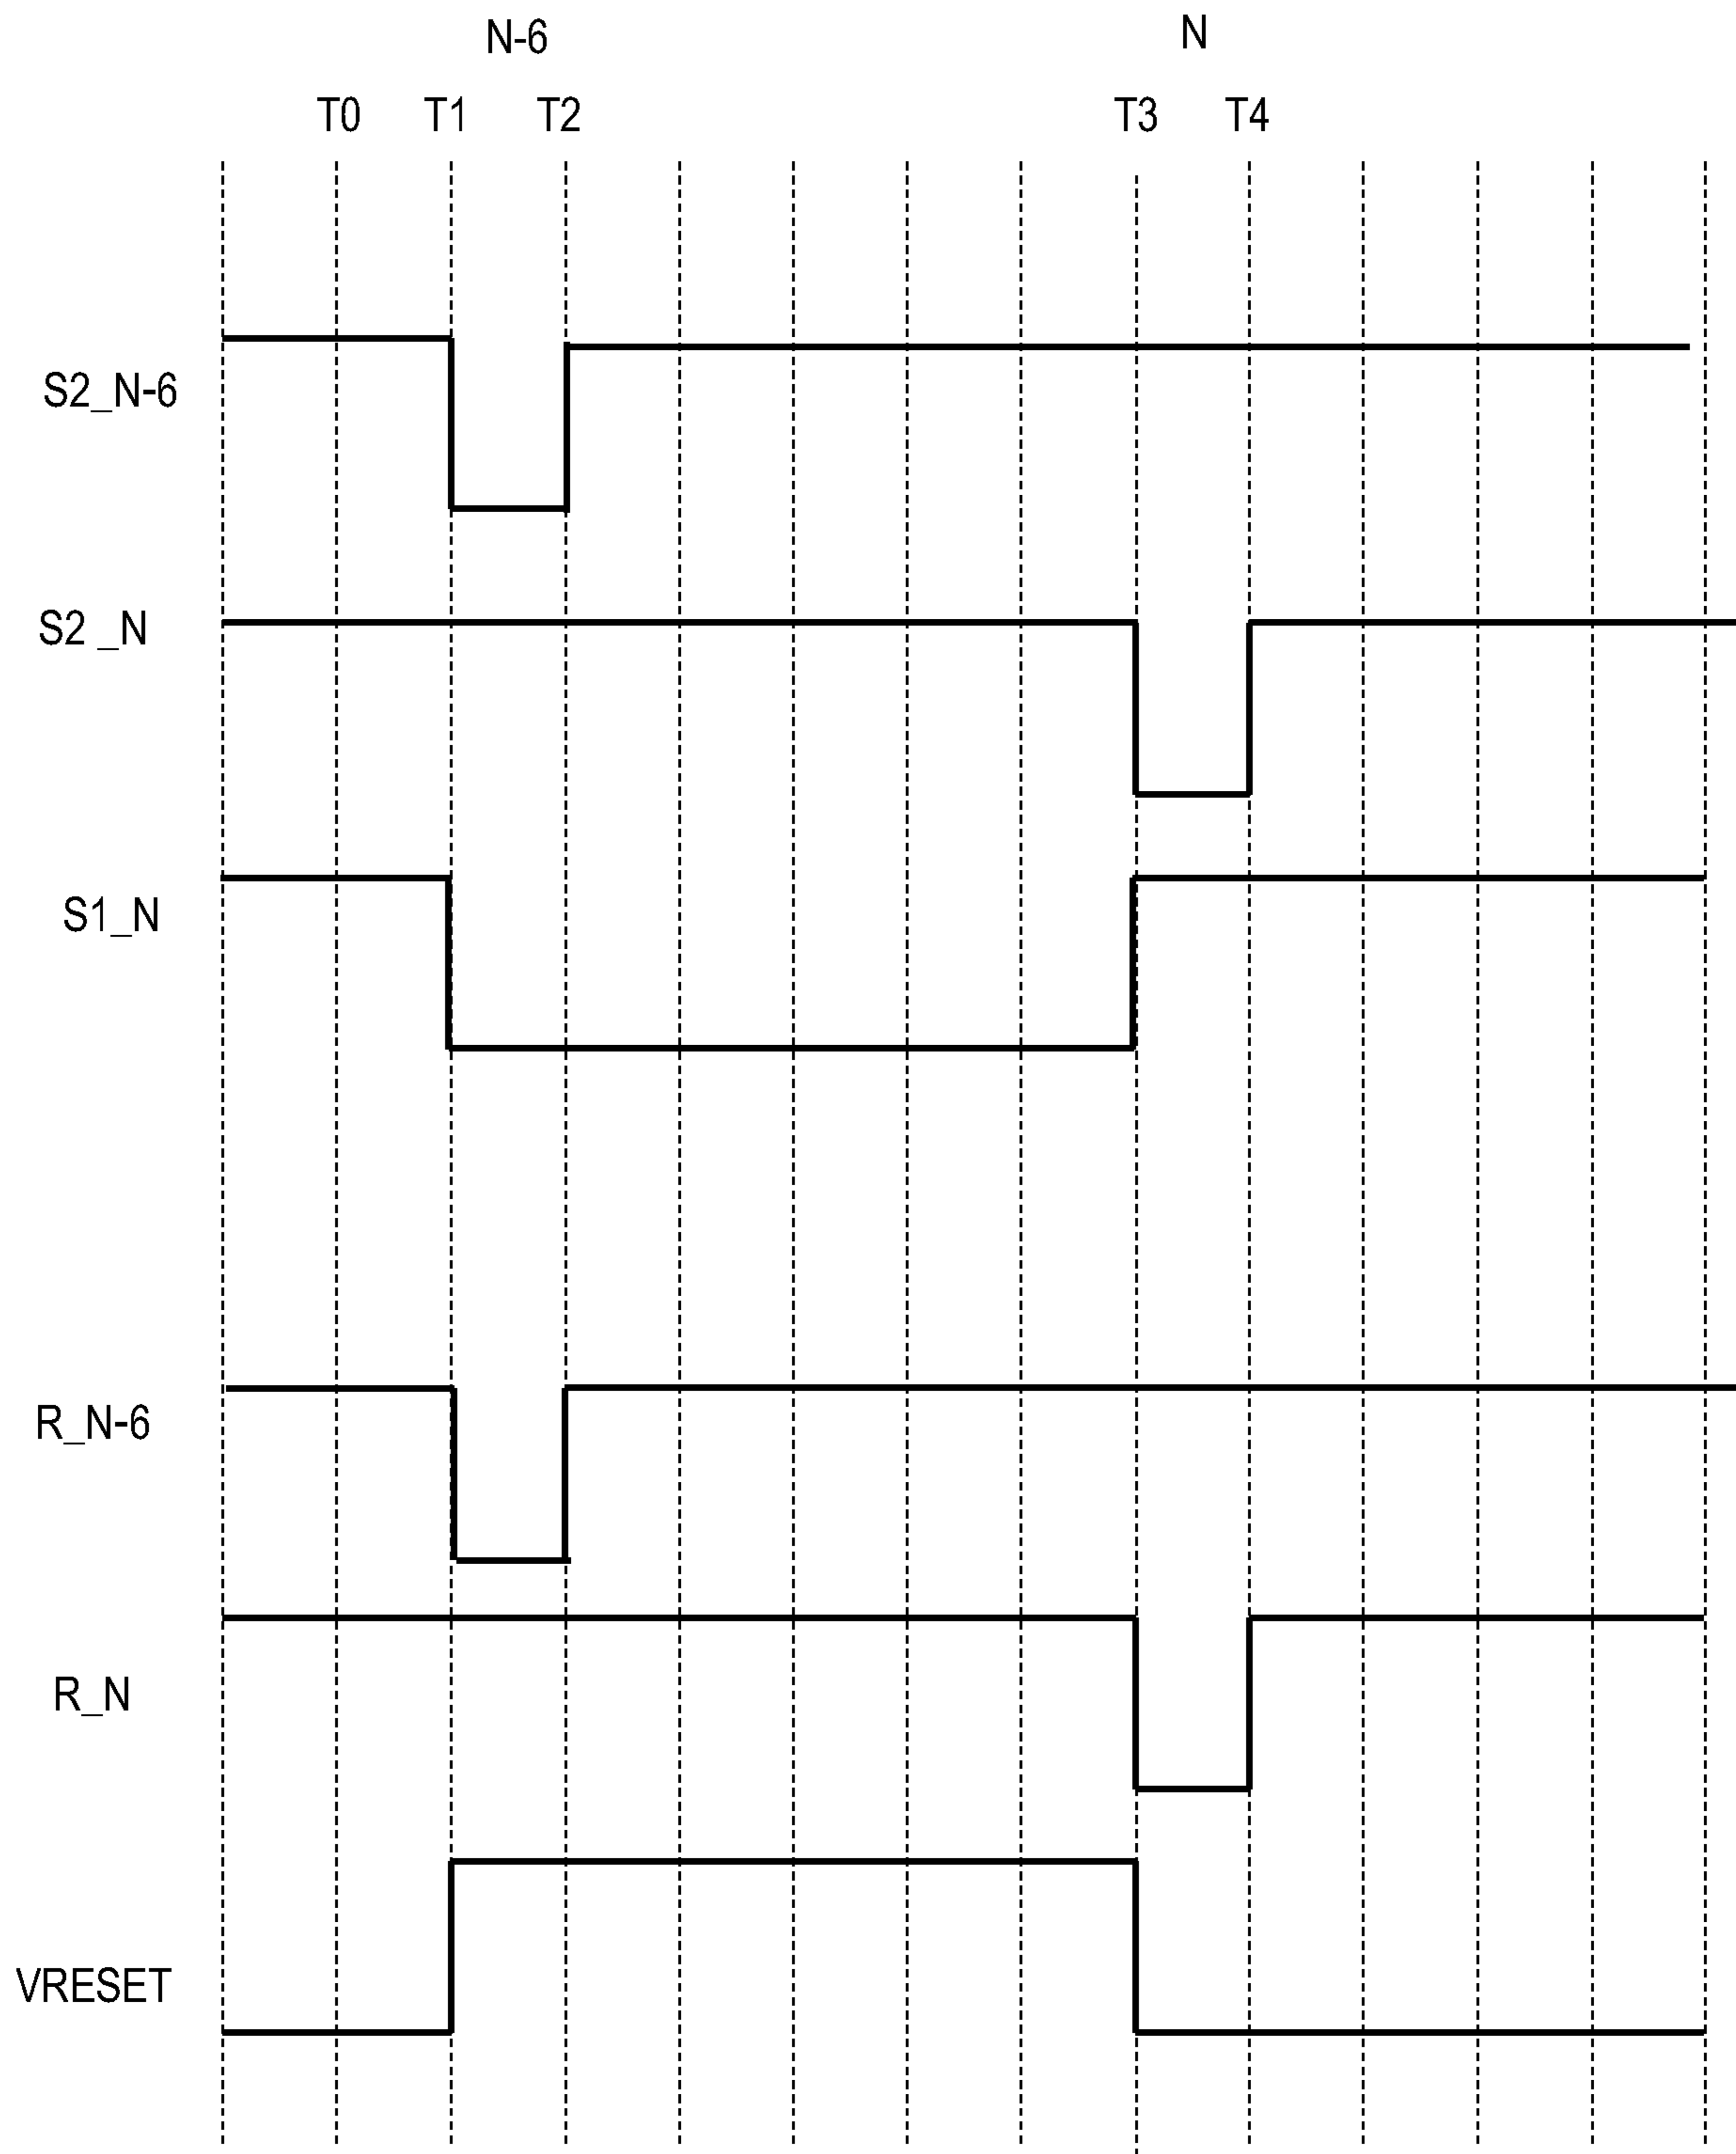 N-6 N
T0 T1 T2 T3 T4
S2_N-6
S2 _N
S1_N
R_N-6
R_N
VRESET